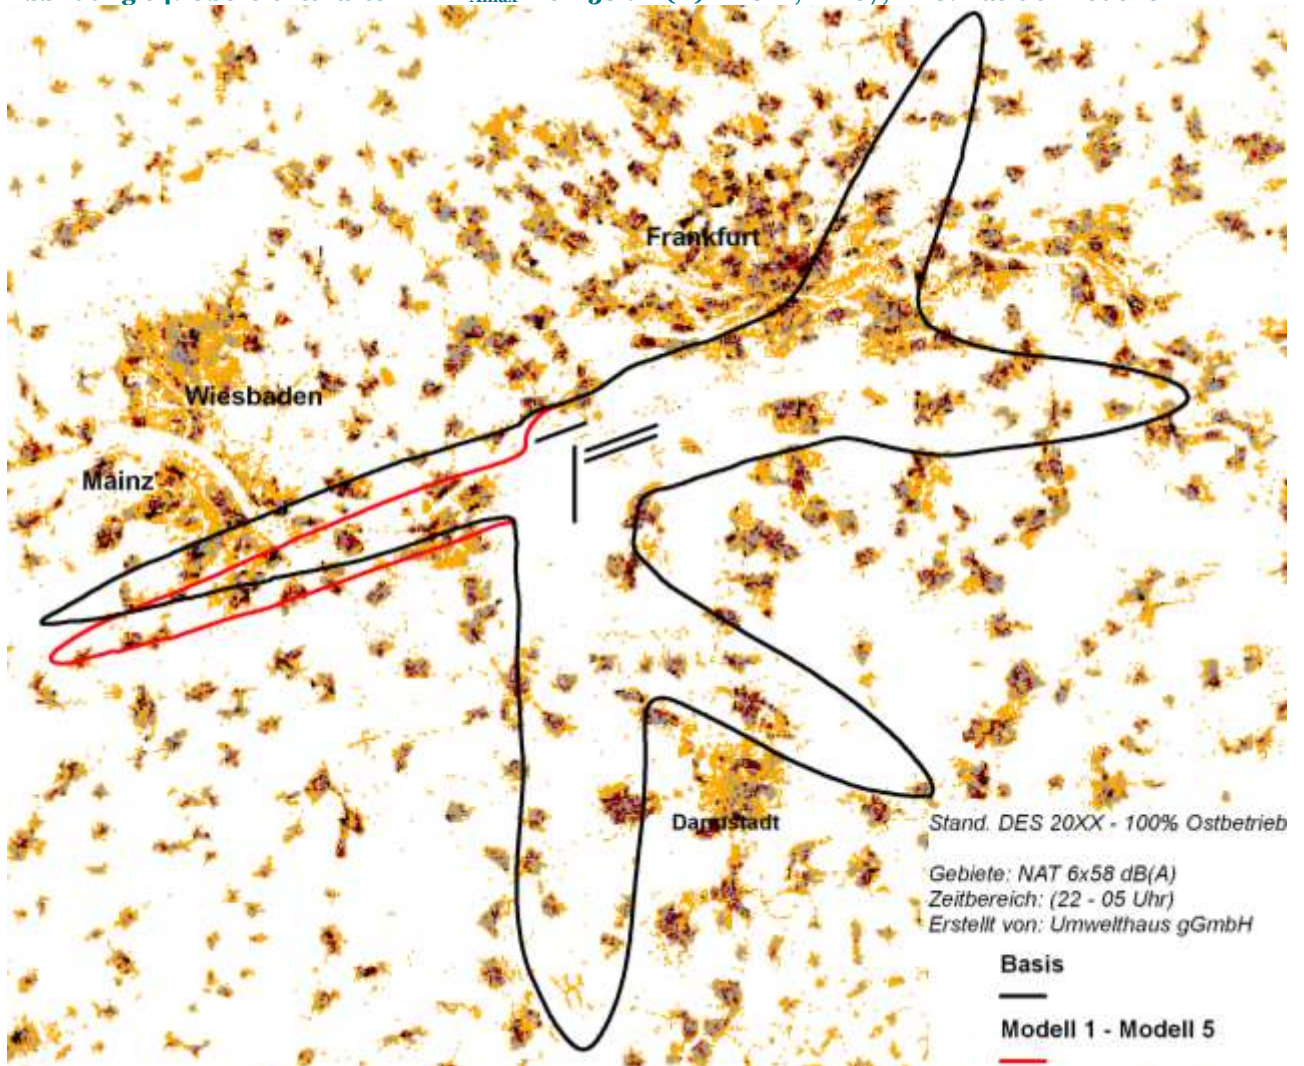 Frankfurt
Wiesbaden
Mainz
Darmstadt
Stand. DES 20XX - 100% Ostbetrieb
Gebiete: NAT 6x58 dB(A)
Zeitbereich: (22 - 05 Uhr)
Erstellt von: Umwelthaus gGmbH
Basis
Modell 1 - Modell 5